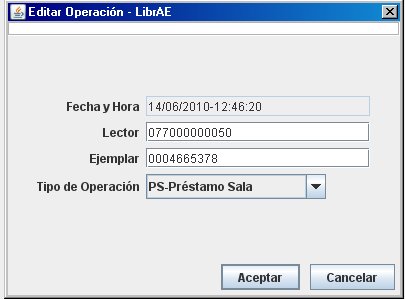 Editar Operación - LibrAE
Fecha y Hora 14/06/2010-12:46:20
Lector 077000000050
Ejemplar 0004665378
Tipo de Operación PS-Préstamo Sala
Aceptar Cancelar